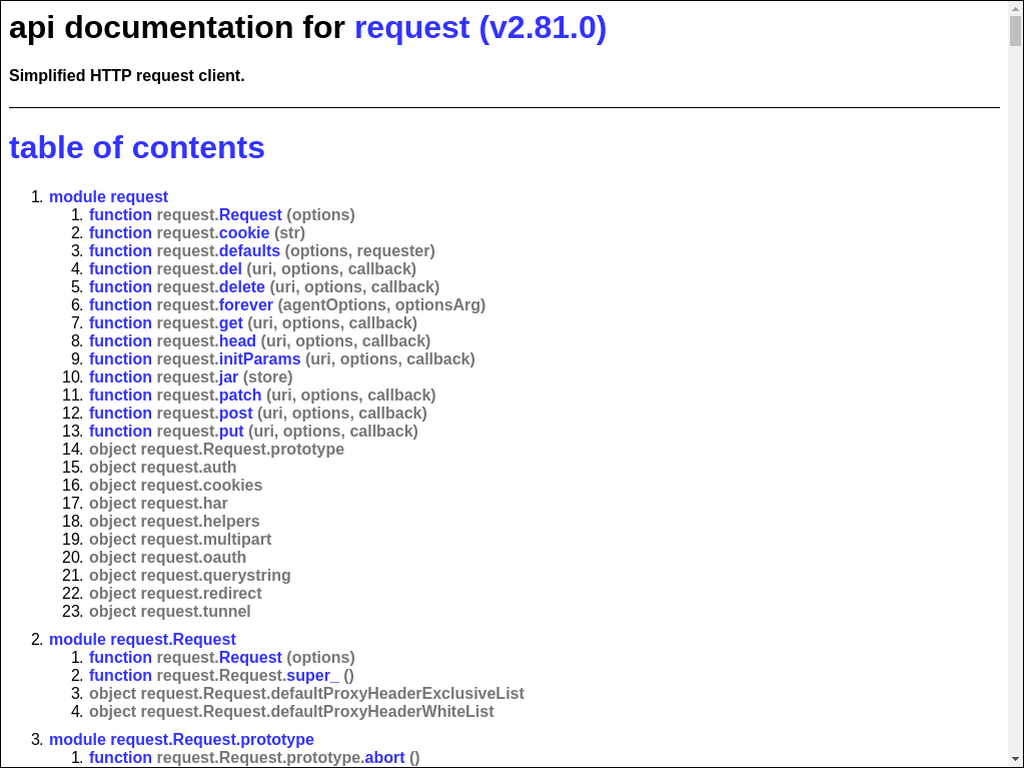 api documentation for request (v2.81.0)
Simplified HTTP request client.
table of contents
1. module request
1. function request.Request (options)
2. function request.cookie (str)
3. function request.defaults (options, requester)
4. function request.del (uri, options, callback)
5. function request.delete (uri, options, callback)
6. function request.forever (agentOptions, optionsArg)
7. function request.get (uri, options, callback)
8. function request.head (uri, options, callback)
9. function request.initParams (uri, options, callback)
10. function request.jar (store)
11. function request.patch (uri, options, callback)
12. function request.post (uri, options, callback)
13. function request.put (uri, options, callback)
14. object request.Request.prototype
15. object request.auth
16. object request.cookies
17. object request.har
18. object request.helpers
19. object request.multipart
20. object request.oauth
21. object request.querystring
22. object request.redirect
23. object request.tunnel
2. module request.Request
1. function request.Request (options)
2. function request.Request.super_ ()
3. object request.Request.defaultProxyHeaderExclusiveList
4. object request.Request.defaultProxyHeaderWhiteList
3. module request.Request.prototype
1. function request.Request.prototype.abort ()